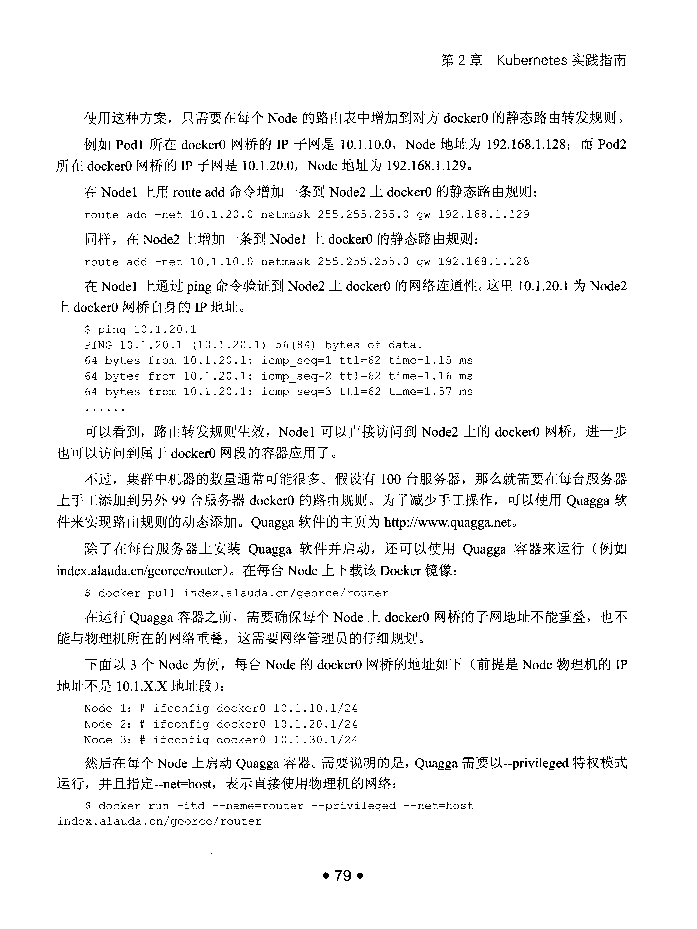 第 2 章 Kubernetes 实践指南
使用这种方案，只需要在每个 Node 的路由表中增加到对方 docker0 的静态路由转发规则。
例如 Pod1 所在 docker0 网桥的 IP 子网是 10.1.10.0，Node 地址为 192.168.1.128；而 Pod2
所在 docker0 网桥的 IP 子网是 10.1.20.0，Node 地址为 192.168.1.129。
在 Node1 上用 route add 命令增加一条到 Node2 上 docker0 的静态路由规则：
route add -net 10.1.20.0 netmask 255.255.255.0 gw 192.168.1.129
同样，在 Node2 上增加一条到 Node1 上 docker0 的静态路由规则：
route add -net 10.1.10.0 netmask 255.255.255.0 gw 192.168.1.128
在 Node1 上通过 ping 命令验证到 Node2 上 docker0 的网络连通性。这里 10.1.20.1 为 Node2
上 docker0 网桥自身的 IP 地址。
$ ping 10.1.20.1
PING 10.1.20.1 (10.1.20.1) 56(84) bytes of data.
64 bytes from 10.1.20.1: icmp_seq=1 ttl=62 time=1.15 ms
64 bytes from 10.1.20.1: icmp_seq=2 ttl=62 time=1.16 ms
64 bytes from 10.1.20.1: icmp_seq=3 ttl=62 time=1.57 ms
......
可以看到，路由转发规则生效，Node1 可以直接访问到 Node2 上的 docker0 网桥，进一步
也可以访问到属于 docker0 网段的容器应用了。
不过，集群中机器的数量通常可能很多。假设有 100 台服务器，那么就需要在每台服务器
上手工添加到另外 99 台服务器 docker0 的路由规则。为了减少手工操作，可以使用 Quagga 软
件来实现路由规则的动态添加。Quagga 软件的主页为 http://www.quagga.net。
除了在每台服务器上安装 Quagga 软件并启动，还可以使用 Quagga 容器来运行（例如
index.alauda.cn/georce/router）。在每台 Node 上下载该 Docker 镜像：
$ docker pull index.alauda.cn/georce/router
在运行 Quagga 容器之前，需要确保每个 Node 上 docker0 网桥的子网地址不能重叠，也不
能与物理机所在的网络重叠，这需要网络管理员的仔细规划。
下面以 3 个 Node 为例，每台 Node 的 docker0 网桥的地址如下（前提是 Node 物理机的 IP
地址不是 10.1.X.X 地址段）：
Node 1: # ifconfig docker0 10.1.10.1/24
Node 2: # ifconfig docker0 10.1.20.1/24
Node 3: # ifconfig docker0 10.1.30.1/24
然后在每个 Node 上启动 Quagga 容器。需要说明的是，Quagga 需要以--privileged 特权模式
运行，并且指定--net=host，表示直接使用物理机的网络：
$ docker run -itd --name=router --privileged --net=host
index.alauda.cn/georce/router
• 79 •